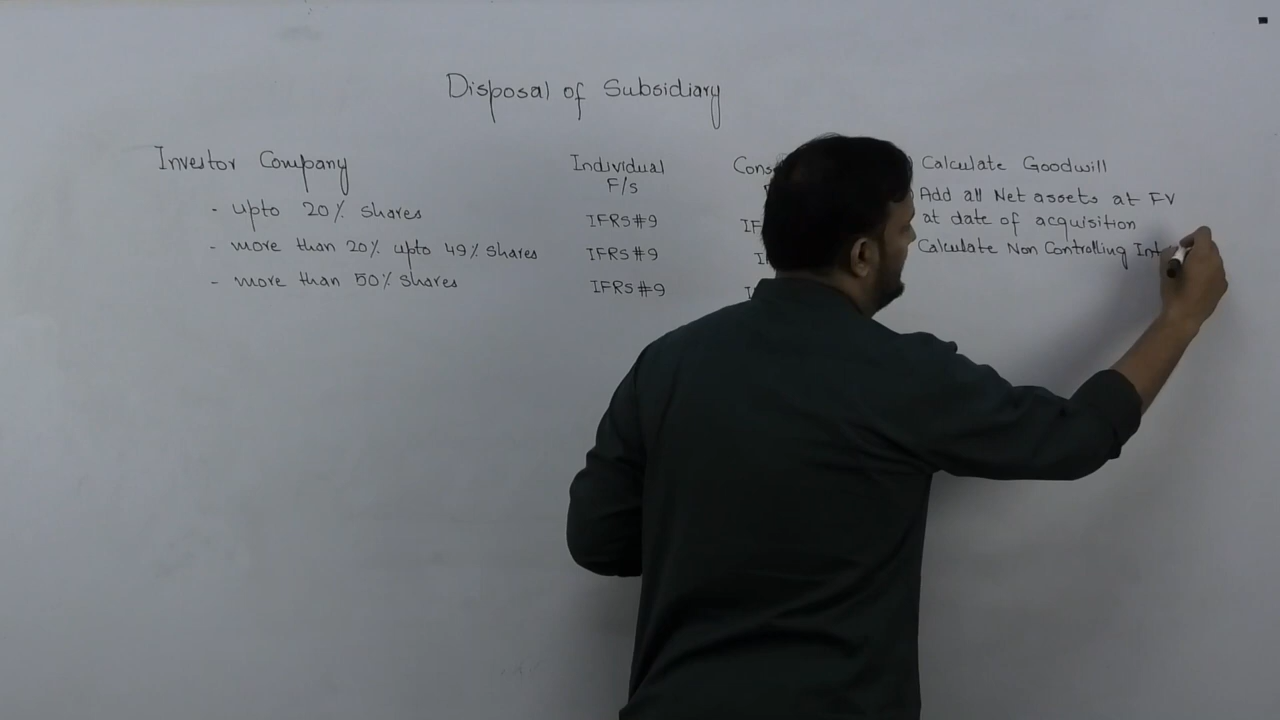 Disposal of Subsidiary
Investor Company
- upto 20% shares
- more than 20% upto 49% shares
- more than 50% shares
Individual
F/s
IFRS#9
IFRS#9
IFRS#9
Calculate Goodwill
Add all Net assets at FV
at date of acquisition
Calculate Non Controlling Int